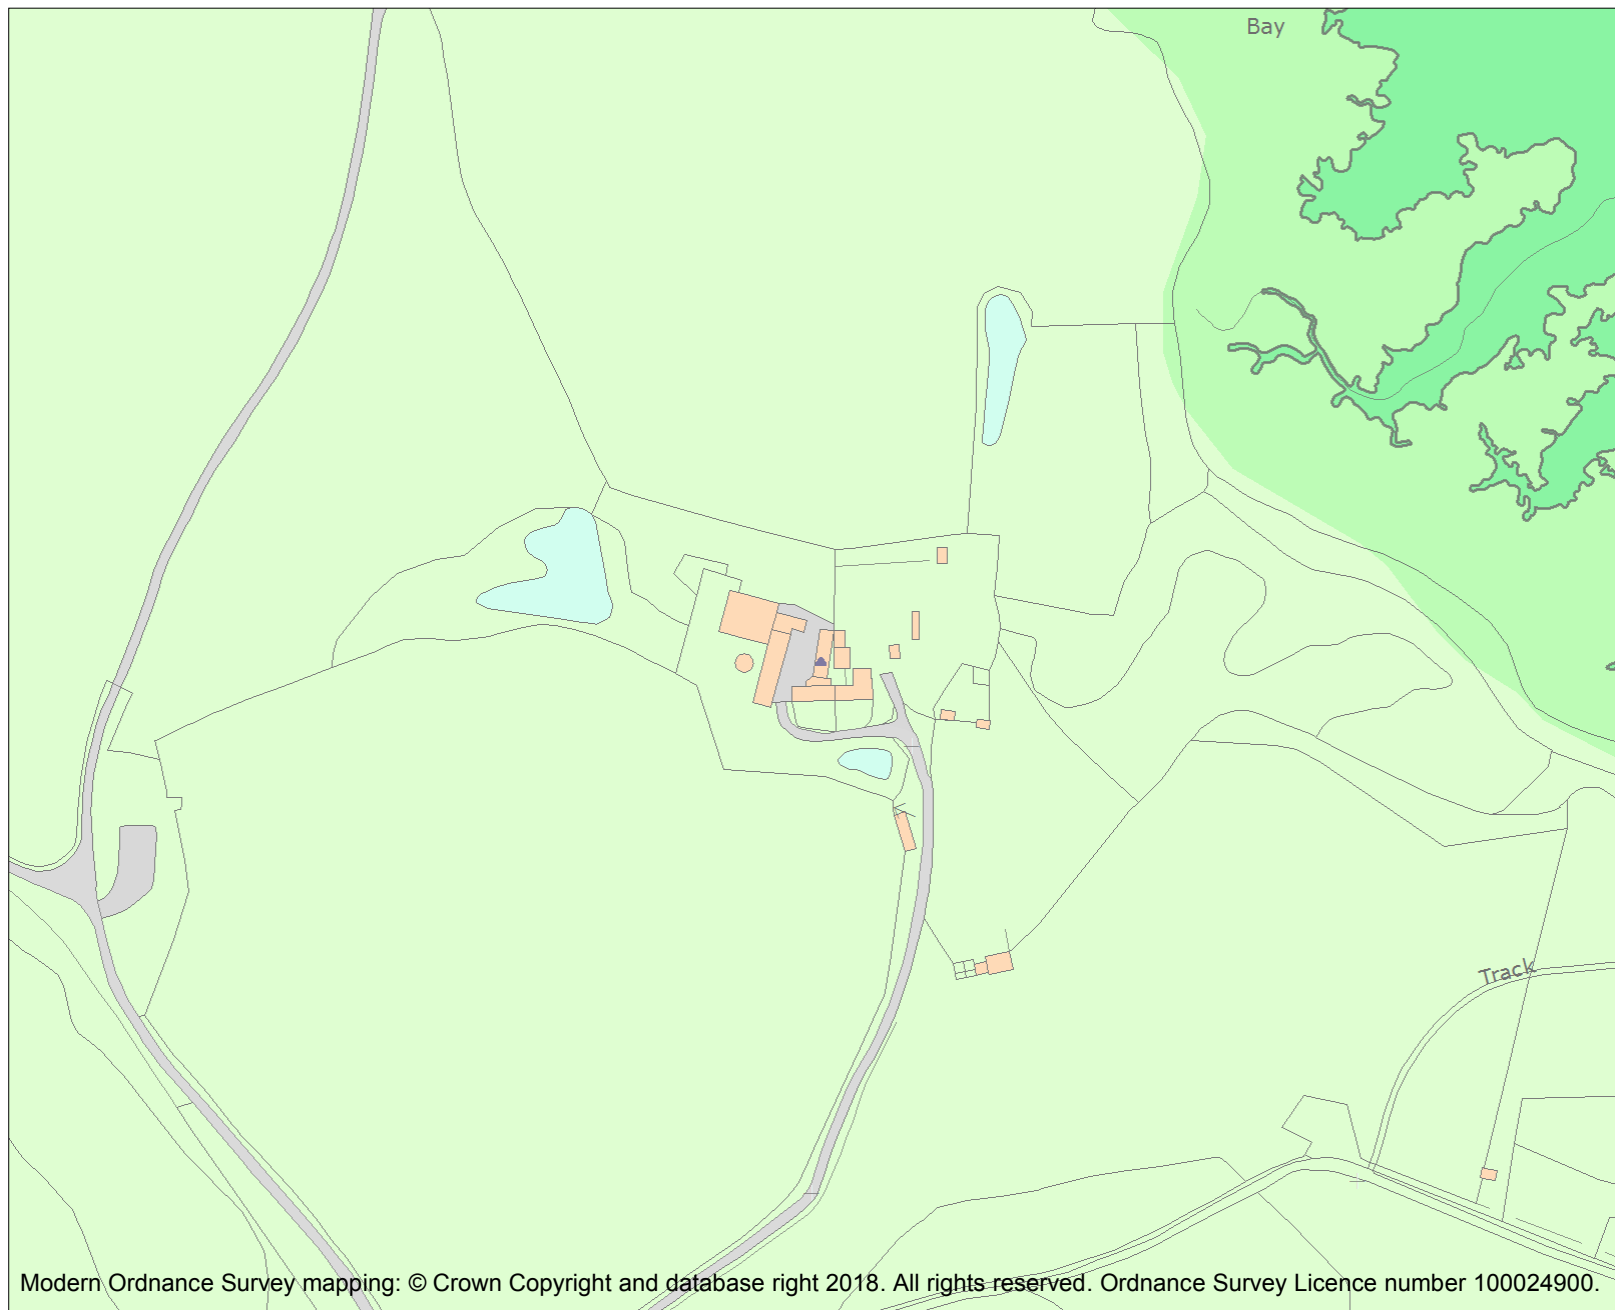 Bay
Track
Modern Ordnance Survey mapping: © Crown Copyright and database right 2018. All rights reserved. Ordnance Survey Licence number 100024900.